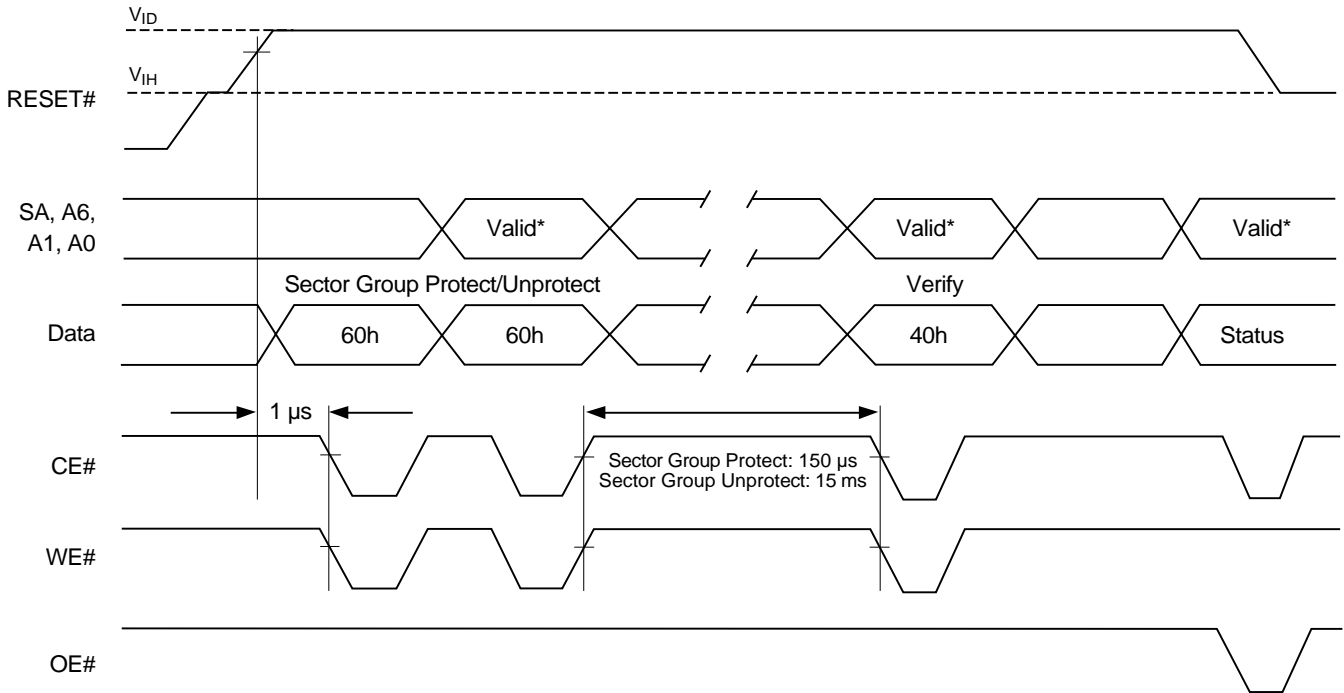 VID
VIH
RESET#
SA, A6,
A1, A0
Valid*
Valid*
Valid*
Sector Group Protect/Unprotect
Verify
Data
60h
60h
40h
Status
1 µs
CE#
Sector Group Protect: 150 µs
Sector Group Unprotect: 15 ms
WE#
OE#